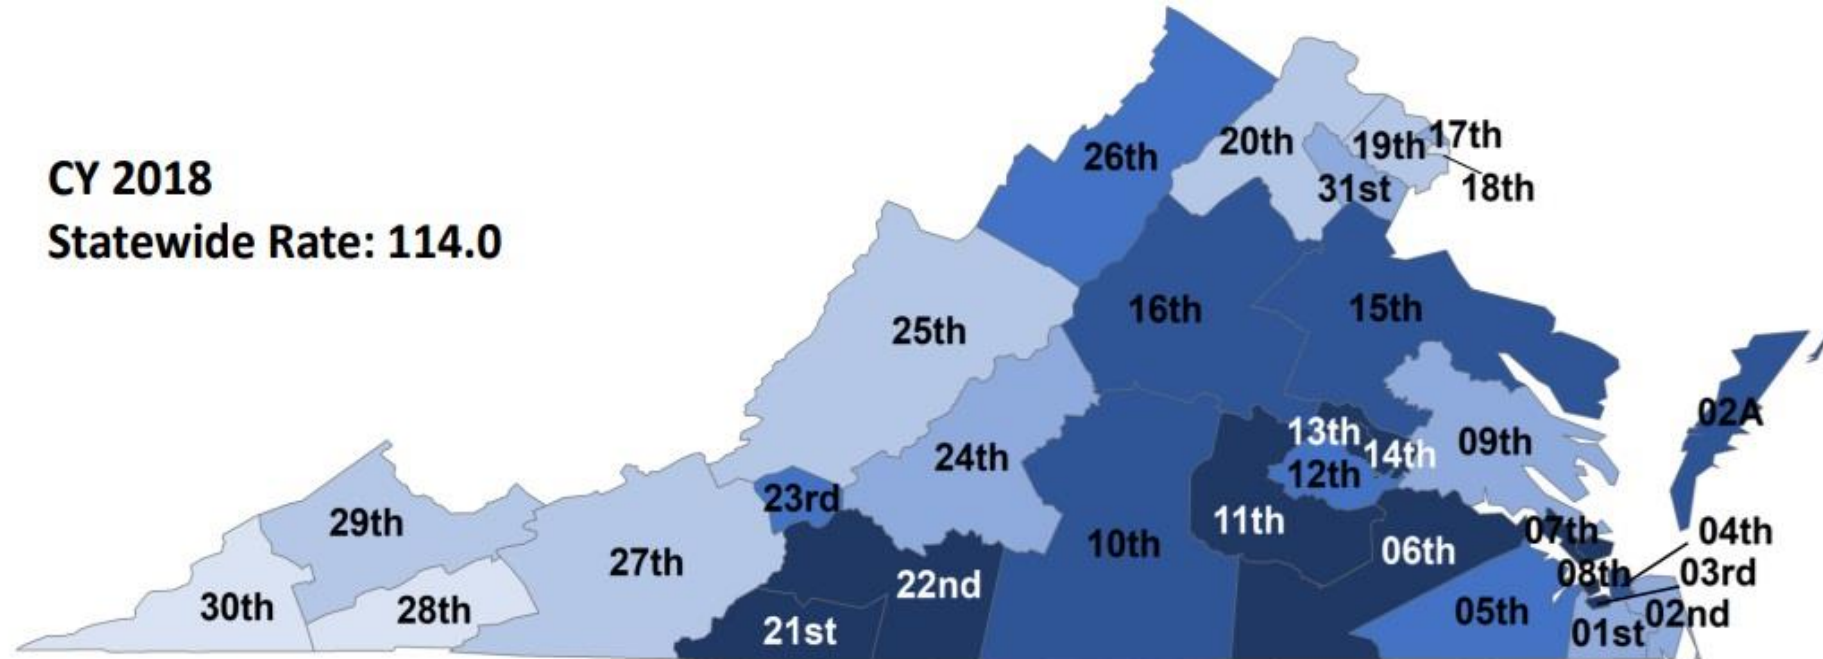 CY 2018
Statewide Rate: 114.0
26th
20th
19th
17th
31st
18th
25th
16th
15th
02A
13th
14th
09th
24th
12th
23rd
29th
11th
10th
06th
07th
04th
27th
22nd
08th
03rd
30th
28th
05th
02nd
21st
01st